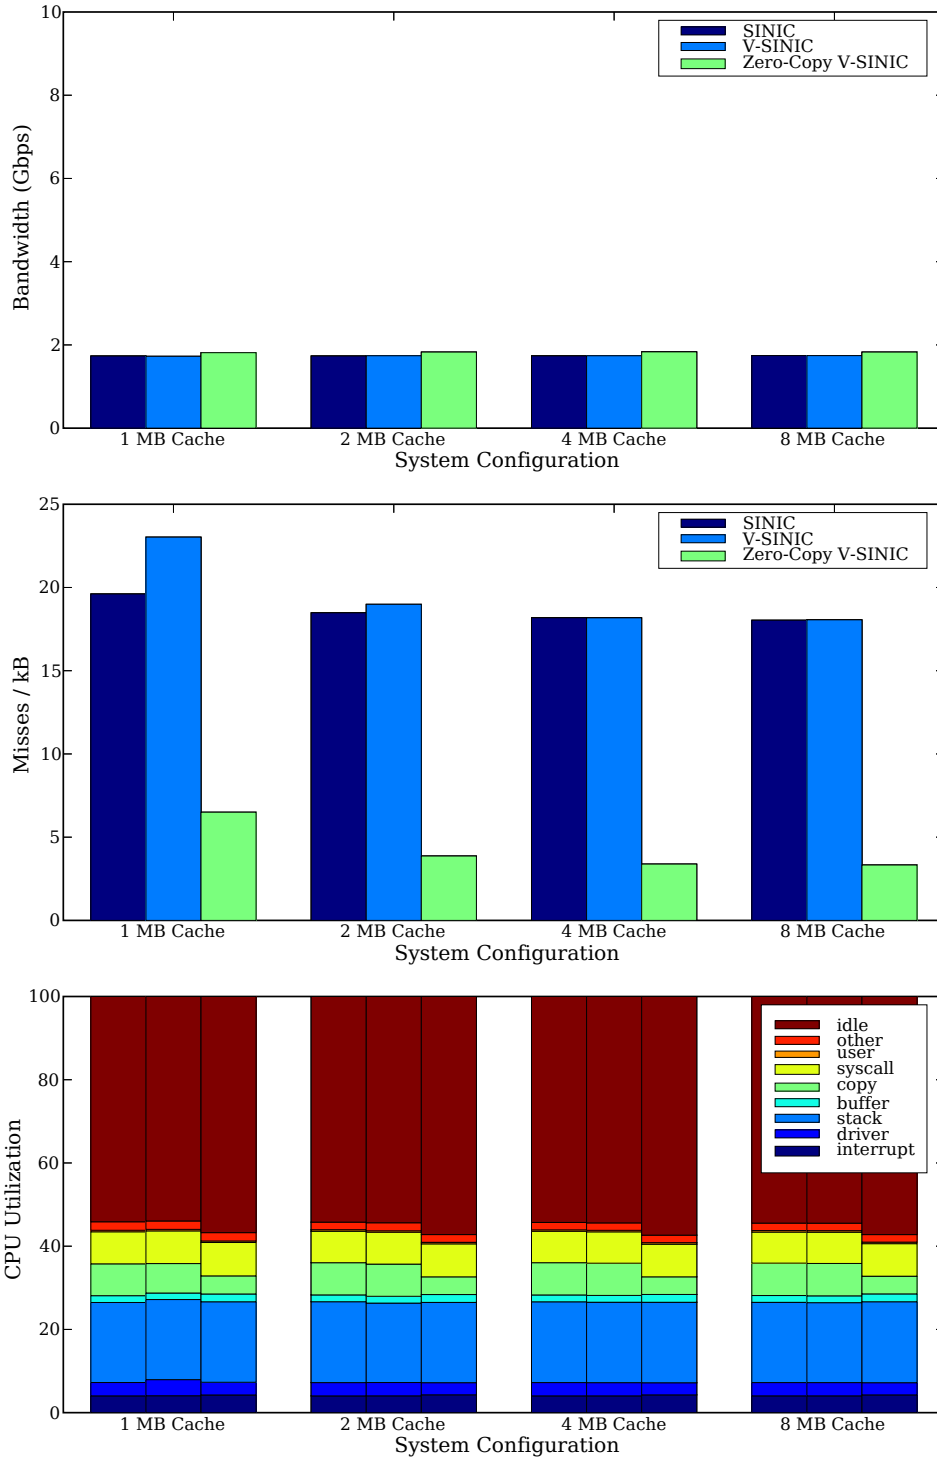 10
8
6
4
2
0
Bandwidth (Gbps)
SINIC
V-SINIC
Zero-Copy V-SINIC
1 MB Cache
2 MB Cache
4 MB Cache
8 MB Cache
System Configuration
25
20
15
10
5
0
Misses / kB
SINIC
V-SINIC
Zero-Copy V-SINIC
1 MB Cache
2 MB Cache
4 MB Cache
8 MB Cache
System Configuration
100
80
60
40
20
0
CPU Utilization
idle
other
user
syscall
copy
buffer
stack
driver
interrupt
1 MB Cache
2 MB Cache
4 MB Cache
8 MB Cache
System Configuration